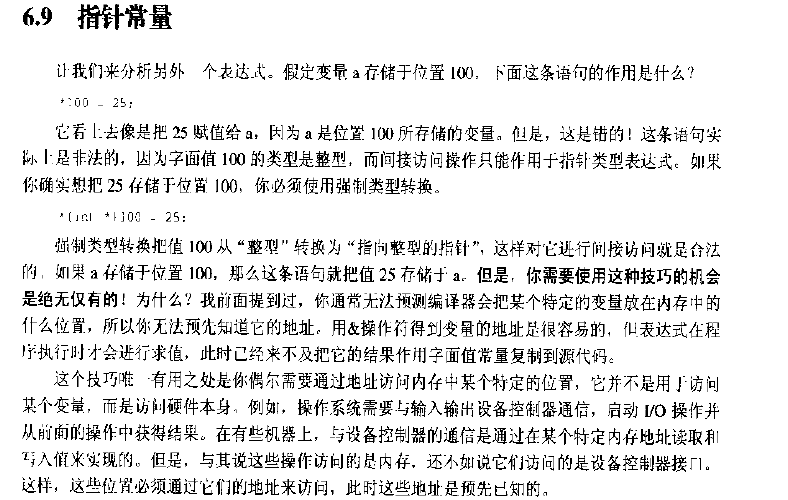 6.9 指针常量
让我们来分析另外一个表达式。假定变量 a 存储于位置 100，下面这条语句的作用是什么？
*100 = 25;
它看上去像是把 25 赋值给 a，因为 a 是位置 100 所存储的变量。但是，这是错的！这条语句实
际上是非法的，因为字面值 100 的类型是整型，而间接访问操作只能作用于指针类型表达式。如果
你确实想把 25 存储于位置 100，你必须使用强制类型转换。
*(int *)100 = 25;
强制类型转换把值 100 从“整型”转换为“指向整型的指针”，这样对它进行间接访问就是合法
的。如果 a 存储于位置 100，那么这条语句就把值 25 存储于 a。但是，你需要使用这种技巧的机会
是绝无仅有的！为什么？我前面提到过，你通常无法预测编译器会把某个特定的变量放在内存中的
什么位置，所以你无法预先知道它的地址。用&操作符得到变量的地址是很容易的，但表达式在程
序执行时才会进行求值，此时已经来不及把它的结果作用字面值常量复制到源代码。
这个技巧唯一有用之处是你偶尔需要通过地址访问内存中某个特定的位置，它并不是用于访问
某个变量，而是访问硬件本身。例如，操作系统需要与输入输出设备控制器通信，启动 I/O 操作并
从前面的操作中获得结果。在有些机器上，与设备控制器的通信是通过在某个特定内存地址读取和
写入值来实现的。但是，与其说这些操作访问的是内存，还不如说它们访问的是设备控制器接口。
这样，这些位置必须通过它们的地址来访问，此时这些地址是预先已知的。